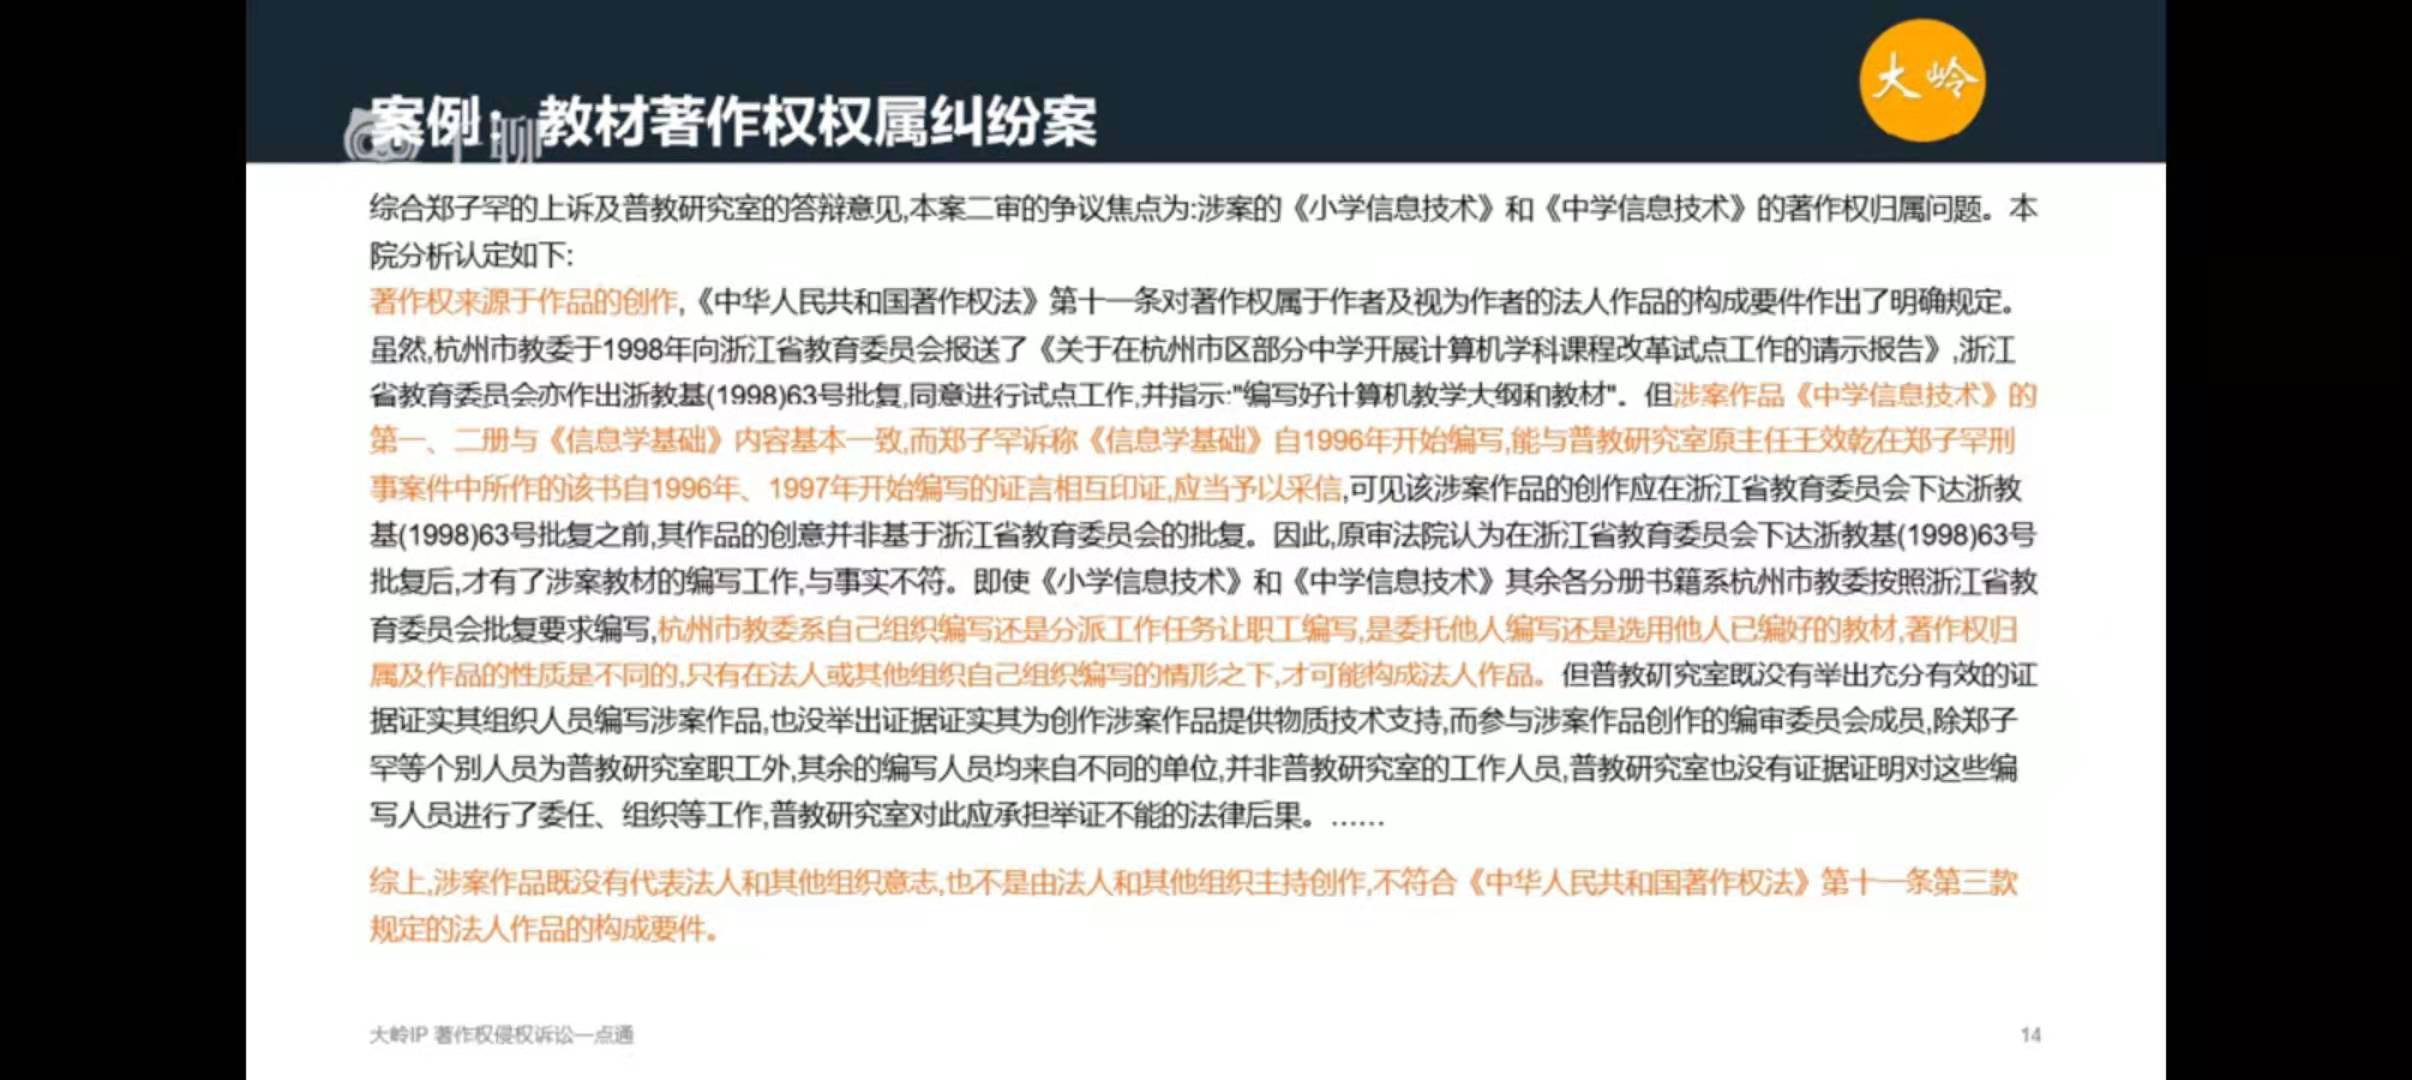 大岭
案例：教材著作权权属纠纷案
千聊
综合郑子罕的上诉及普教研究室的答辩意见,本案二审的争议焦点为:涉案的《小学信息技术》和《中学信息技术》的著作权归属问题。本
院分析认定如下:
著作权来源于作品的创作,《中华人民共和国著作权法》第十一条对著作权属于作者及视为作者的法人作品的构成要件作出了明确规定。
虽然,杭州市教委于1998年向浙江省教育委员会报送了《关于在杭州市区部分中学开展计算机学科课程改革试点工作的请示报告》,浙江
省教育委员会亦作出浙教基(1998)63号批复,同意进行试点工作,并指示:"编写好计算机教学大纲和教材"。但涉案作品《中学信息技术》的
第一、二册与《信息学基础》内容基本一致,而郑子罕诉称《信息学基础》自1996年开始编写,能与普教研究室原主任王效乾在郑子罕刑
事案件中所作的该书自1996年、1997年开始编写的证言相互印证,应当予以采信,可见该涉案作品的创作应在浙江省教育委员会下达浙教
基(1998)63号批复之前,其作品的创意并非基于浙江省教育委员会的批复。因此,原审法院认为在浙江省教育委员会下达浙教基(1998)63号
批复后,才有了涉案教材的编写工作,与事实不符。即使《小学信息技术》和《中学信息技术》其余各分册书籍系杭州市教委按照浙江省教
育委员会批复要求编写,杭州市教委系自己组织编写还是分派工作任务让职工编写,是委托他人编写还是选用他人已编好的教材,著作权归
属及作品的性质是不同的,只有在法人或其他组织自己组织编写的情形之下,才可能构成法人作品。但普教研究室既没有举出充分有效的证
据证实其组织人员编写涉案作品,也没举出证据证实其为创作涉案作品提供物质技术支持,而参与涉案作品创作的编审委员会成员,除郑子
罕等个别人员为普教研究室职工外,其余的编写人员均来自不同的单位,并非普教研究室的工作人员,普教研究室也没有证据证明对这些编
写人员进行了委任、组织等工作,普教研究室对此应承担举证不能的法律后果。……
综上,涉案作品既没有代表法人和其他组织意志,也不是由法人和其他组织主持创作,不符合《中华人民共和国著作权法》第十一条第三款
规定的法人作品的构成要件。
大岭IP 著作权侵权诉讼一点通
14